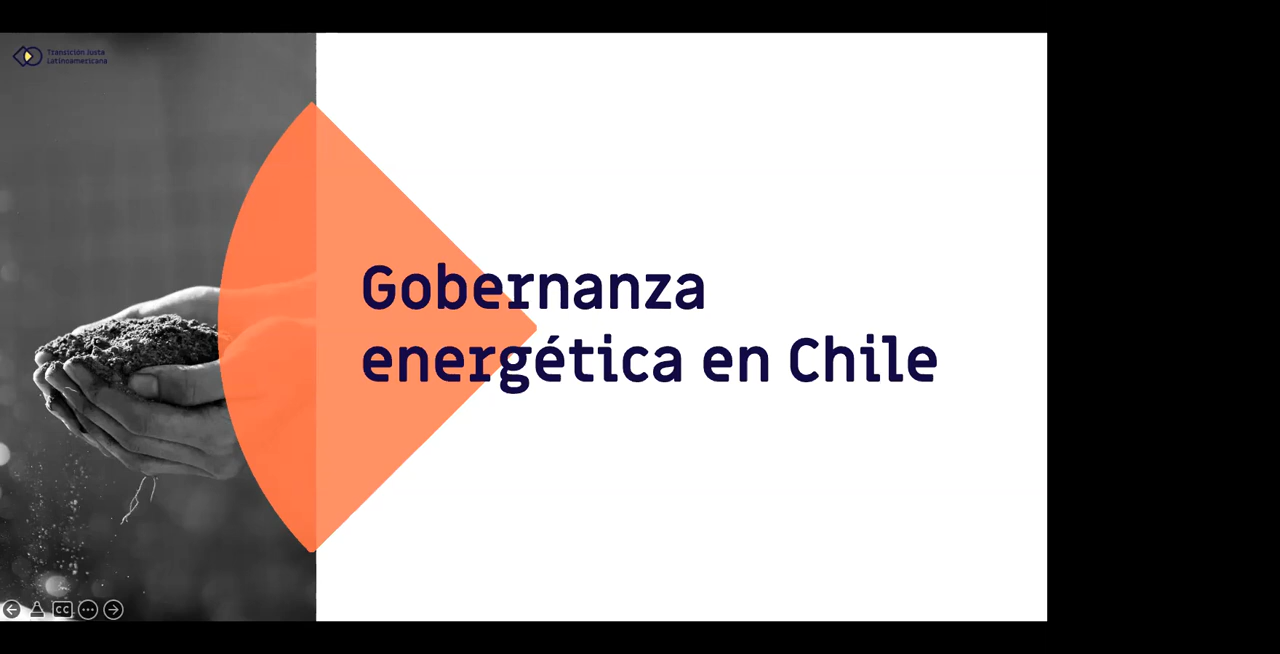 Transición Justa
Latinoamericana
Gobernanza
energética en Chile
CC